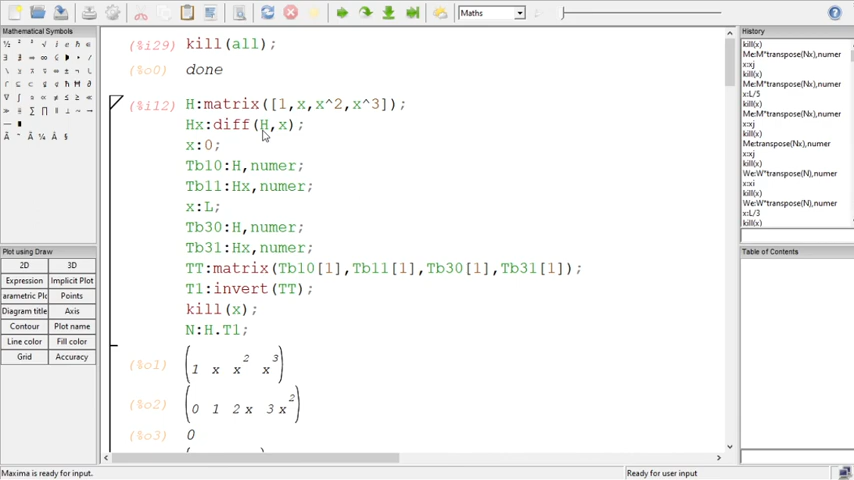 Maths
Mathematical Symbols
Plot using Draw
2D
3D
Expression
Implicit Plot
arametric Plo
Points
Diagram title
Axis
Contour
Plot name
Line color
Fill color
Grid
Accuracy
(%i29) kill(all);
(%o0) done
(%i12) H:matrix([1,x,x^2,x^3]);
Hx:diff(H,x);
x:0;
Tb10:H,numer;
Tb11:Hx,numer;
x:L;
Tb30:H,numer;
Tb31:Hx,numer;
TT:matrix(Tb10[1],Tb11[1],Tb30[1],Tb31[1]);
T1:invert(TT);
kill(x);
N:H.T1;
(%o1) (1 x x^2 x^3)
(%o2) (0 1 2 x 3 x^2)
(%o3) 0
History
kill(x)
Me:M*transpose(Nx),numer
x:xj
kill(x)
Me:M*transpose(Nx),numer
x:L/5
kill(x)
Me:M*transpose(Nx),numer
x:xj
kill(x)
Me:transpose(Nx),numer
x:xj
kill(x)
We:W*transpose(N),numer
x:xi
kill(x)
We:W*transpose(N),numer
x:L/3
kill(x)
Table of Contents
Maxima is ready for input.
Ready for user input